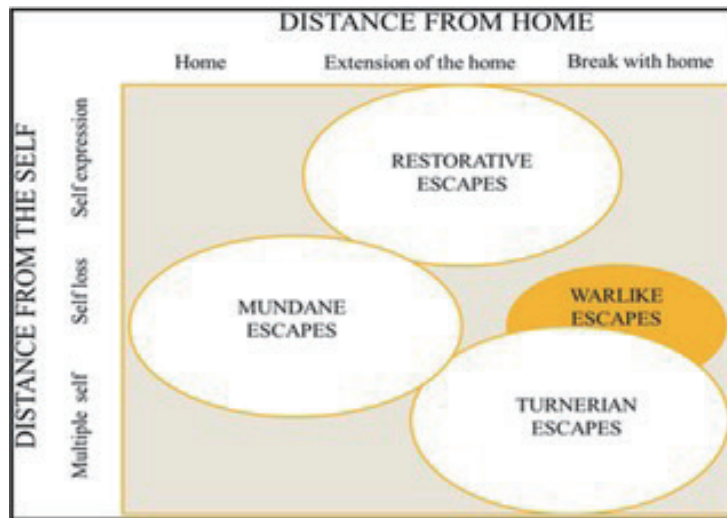 DISTANCE FROM HOME
Home
Extension of the home
Break with home
DISTANCE FROM THE SELF
Self expression
Self loss
Multiple self
RESTORATIVE
ESCAPES
MUNDANE
ESCAPES
WARLIKE
ESCAPES
TURNERIAN
ESCAPES